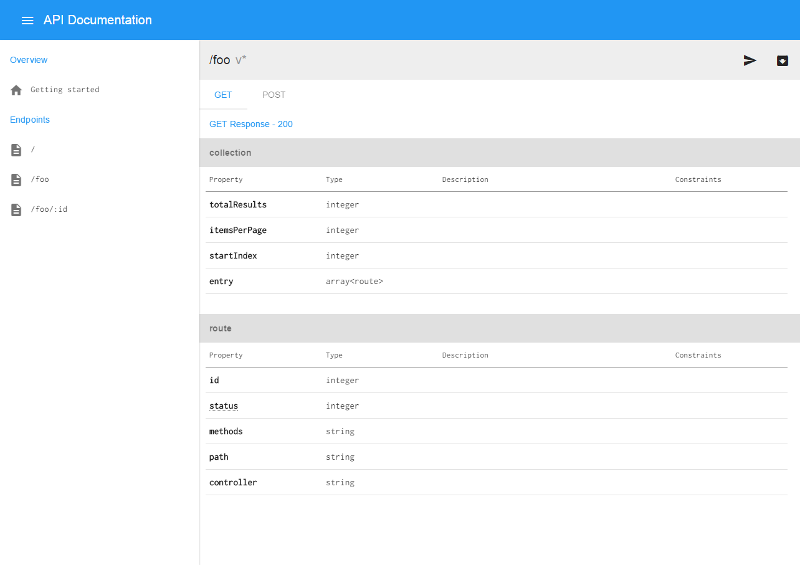 API Documentation
Overview
Getting started
Endpoints
/
/foo
/foo/:id
/foo v*
GET POST
GET Response - 200
collection
Property Type Description Constraints
totalResults integer
itemsPerPage integer
startIndex integer
entry array<route>
route
Property Type Description Constraints
id integer
status integer
methods string
path string
controller string